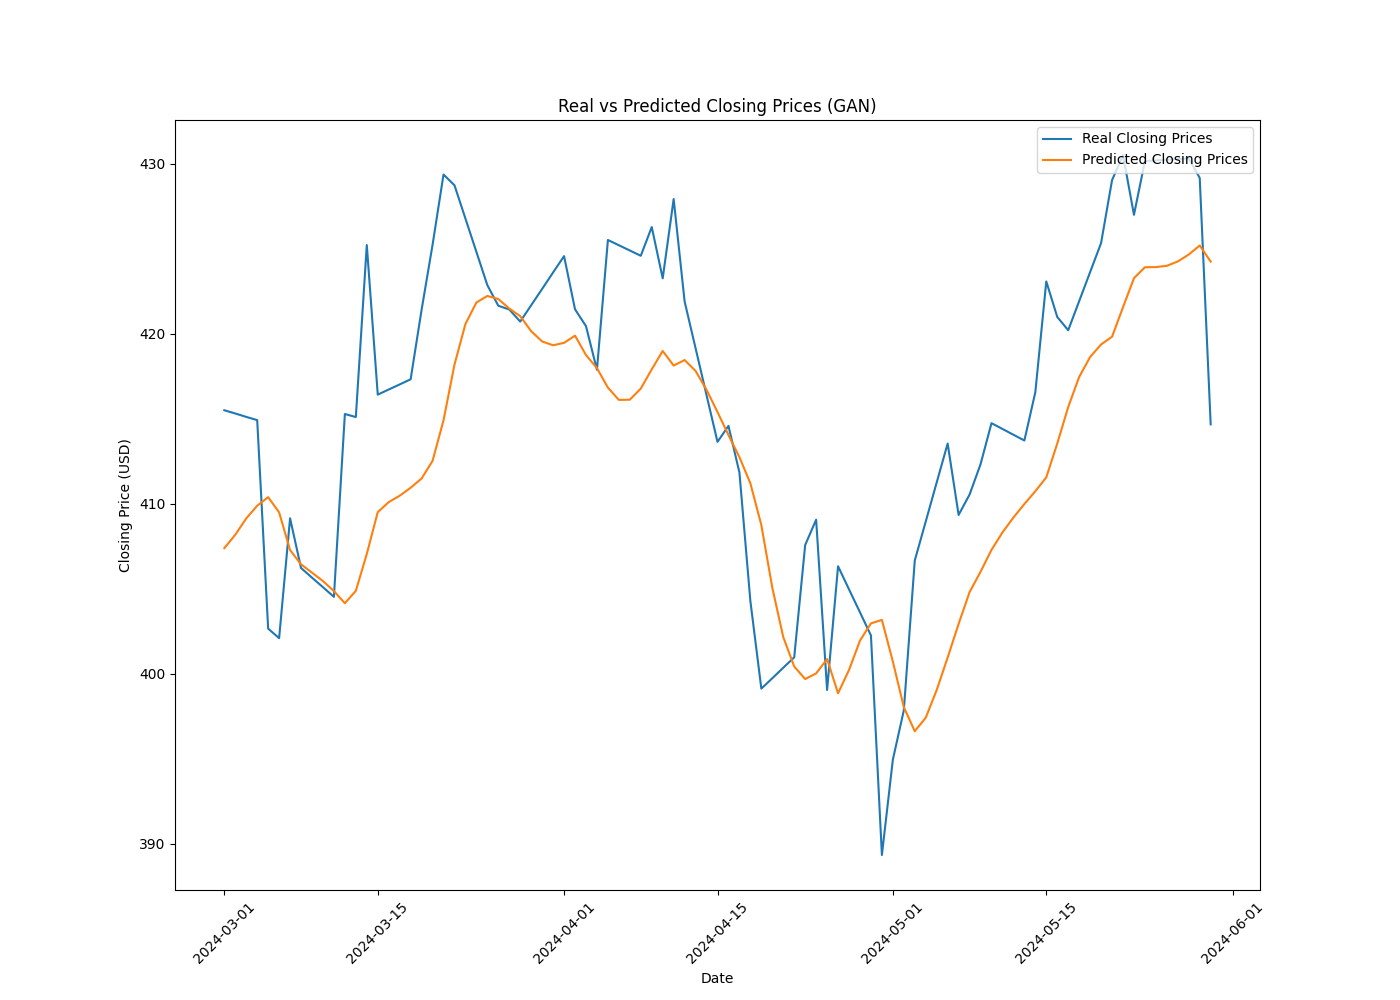 Real vs Predicted Closing Prices (GAN)
Real Closing Prices
Predicted Closing Prices
430
420
410
400
390
Closing Price (USD)
2024-03-01
2024-03-15
2024-04-01
2024-04-15
2024-05-01
2024-05-15
2024-06-01
Date